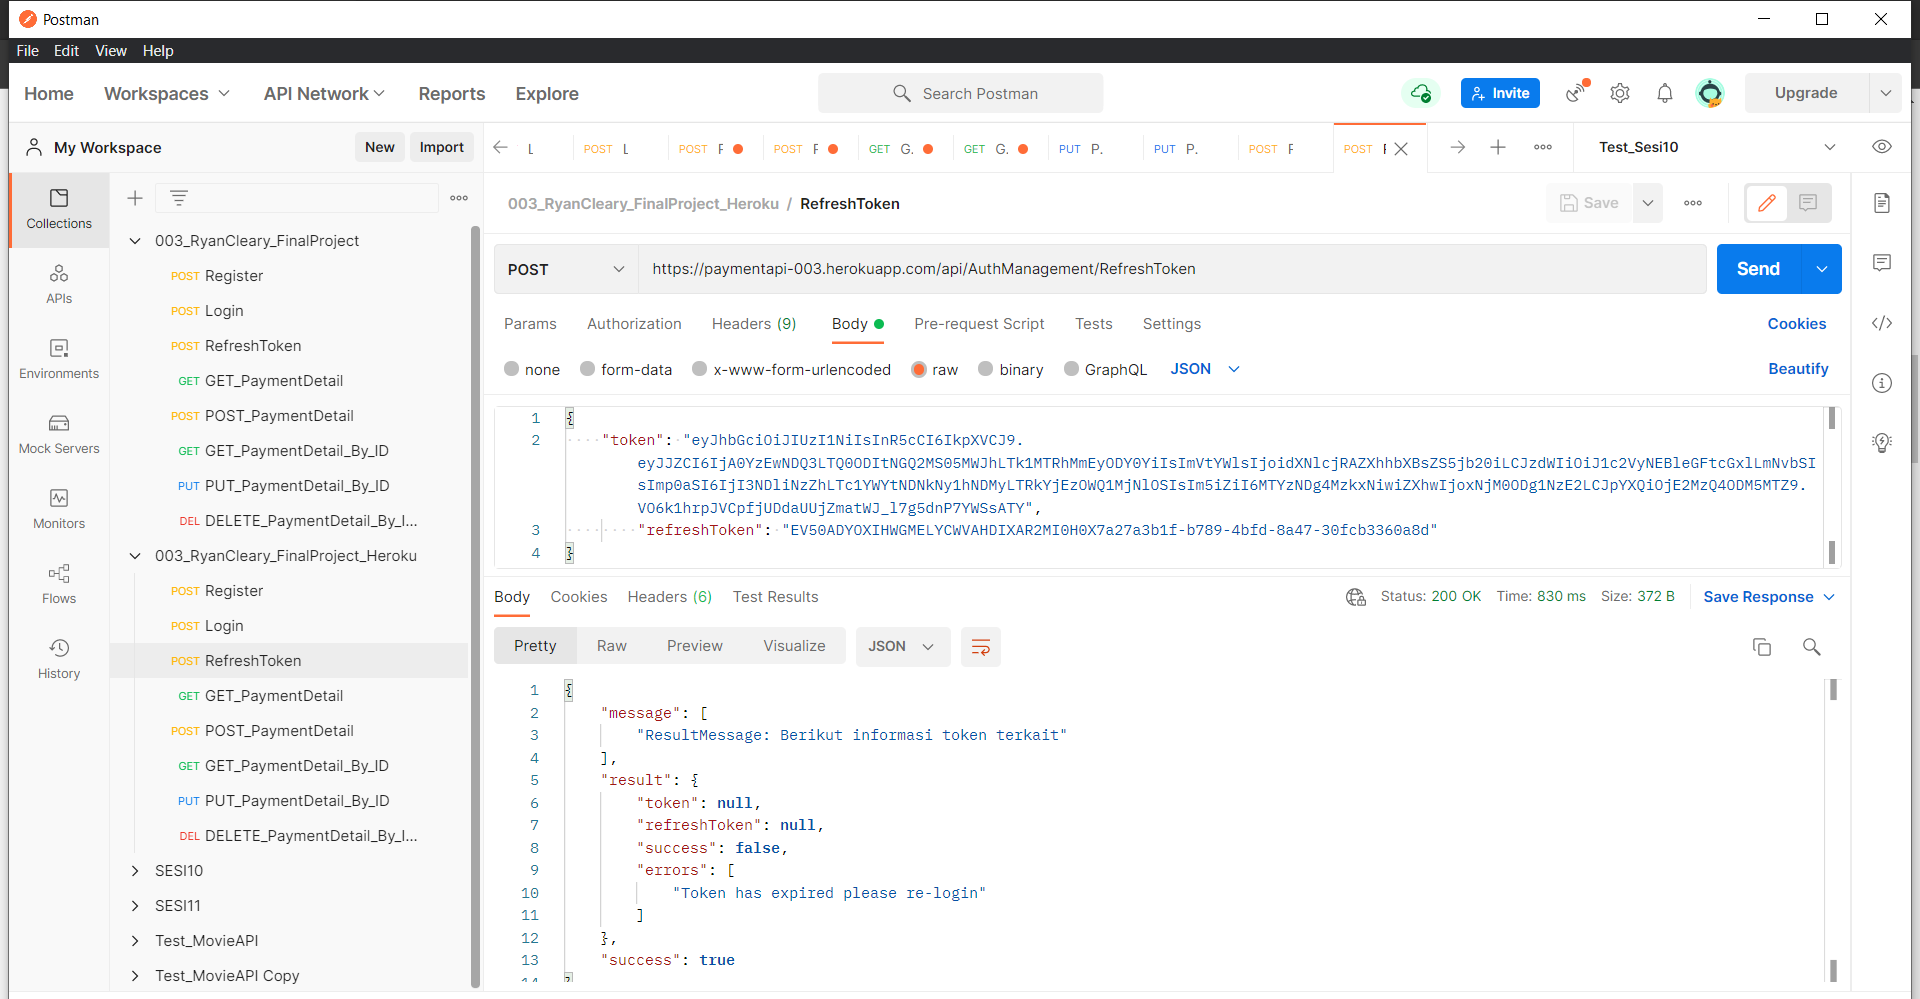 Postman
File Edit View Help
Home Workspaces API Network Reports Explore
Search Postman
Invite
Upgrade
My Workspace New Import
L POST L POST F POST F GET G. GET G. PUT P. PUT P. POST F POST F
Test_Sesi10
Collections
APIs
Environments
Mock Servers
Monitors
Flows
History
003_RyanCleary_FinalProject
POST Register
POST Login
POST RefreshToken
GET GET_PaymentDetail
POST POST_PaymentDetail
GET GET_PaymentDetail_By_ID
PUT PUT_PaymentDetail_By_ID
DEL DELETE_PaymentDetail_By_I...
003_RyanCleary_FinalProject_Heroku
POST Register
POST Login
POST RefreshToken
GET GET_PaymentDetail
POST POST_PaymentDetail
GET GET_PaymentDetail_By_ID
PUT PUT_PaymentDetail_By_ID
DEL DELETE_PaymentDetail_By_I...
SESI10
SESI11
Test_MovieAPI
Test_MovieAPI Copy
003_RyanCleary_FinalProject_Heroku / RefreshToken
Save
POST https://paymentapi-003.herokuapp.com/api/AuthManagement/RefreshToken
Send
Params Authorization Headers (9) Body Pre-request Script Tests Settings
Cookies
none form-data x-www-form-urlencoded raw binary GraphQL JSON
Beautify
1 {
2 "token": "eyJhbGciOiJIUzI1NiIsInR5cCI6IkpXVCJ9.
eyJJZCI6IjA0YzEwNDQ3LTQ0ODItNGQ2MS05MWJhLTk1MTRhMmEyODY0YiIsImVtYWlsIjoidXNlcjRAZXhhbXBsZS5jb20iLCJzdWIiOiJ1c2VyNEBleGFtcGxlLmNvbSI
sImp0aSI6IjI3NDliNzZhLTc1YWYtNDNkNy1hNDMyLTRkYjEzOWQ1MjNlOSIsIm5iZiI6MTYzNDg4MzkxNiwiZXhwIjoxNjM0ODg1NzE2LCJpYXQiOjE2MzQ4ODM5MTZ9.
VO6k1hrpJVCpfjUDdaUUjZmatWJ_l7g5dnP7YWSsATY",
3 "refreshToken": "EV50ADYOXIHWGMELYCWVAHDIXAR2MI0H0X7a27a3b1f-b789-4bfd-8a47-30fcb3360a8d"
4 }
Body Cookies Headers (6) Test Results
Status: 200 OK Time: 830 ms Size: 372 B Save Response
Pretty Raw Preview Visualize JSON
1 {
2 "message": [
3 "ResultMessage: Berikut informasi token terkait"
4 ],
5 "result": {
6 "token": null,
7 "refreshToken": null,
8 "success": false,
9 "errors": [
10 "Token has expired please re-login"
11 ]
12 },
13 "success": true
14 }